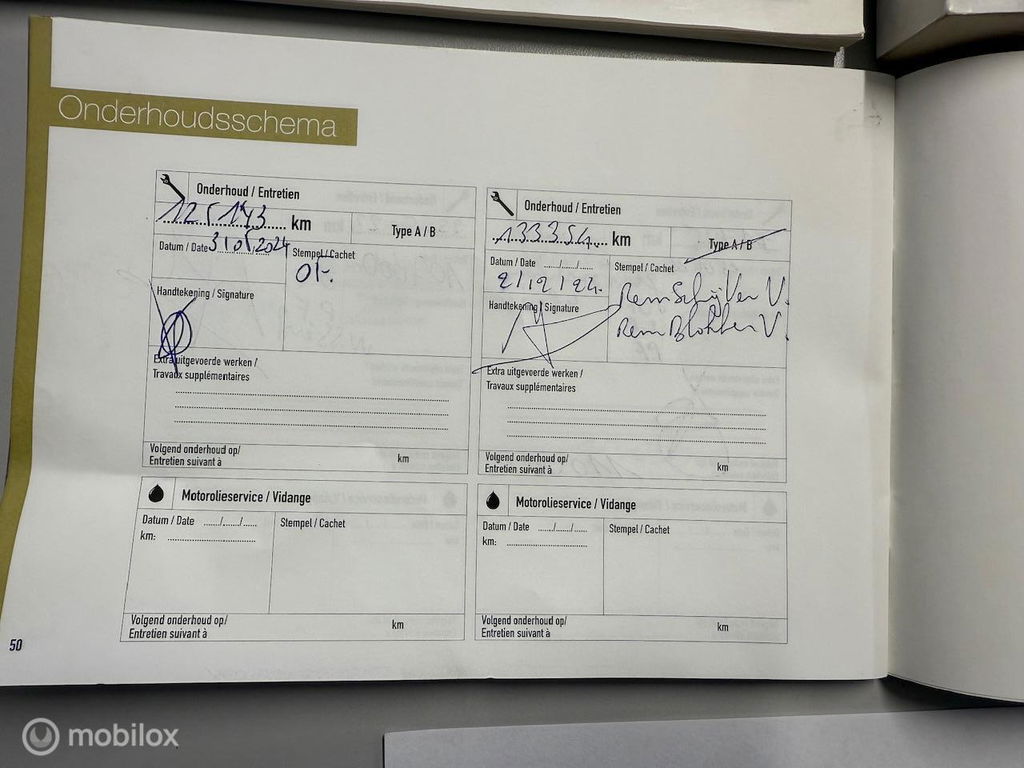 Onderhoudsschema
Onderhoud / Entretien
125143 km
Type A / B
Datum / Date 31 05 2024
Stempel / Cachet
Handtekening / Signature
Extra uitgevoerde werken /
Travaux supplémentaires
Volgend onderhoud op/
Entretien suivant à
km
Onderhoud / Entretien
133354 km
Type A / B
Datum / Date ..../..../....
2/12/24.
Stempel / Cachet
RemSchijVen V.
RemBlokken V.
Handtekening / Signature
Extra uitgevoerde werken /
Travaux supplémentaires
Volgend onderhoud op/
Entretien suivant à
km
Motorolieservice / Vidange
Datum / Date ....../....../......
km:
Stempel / Cachet
Volgend onderhoud op/
Entretien suivant à
km
Motorolieservice / Vidange
Datum / Date ....../....../......
km:
Stempel / Cachet
Volgend onderhoud op/
Entretien suivant à
km
50
mobilox